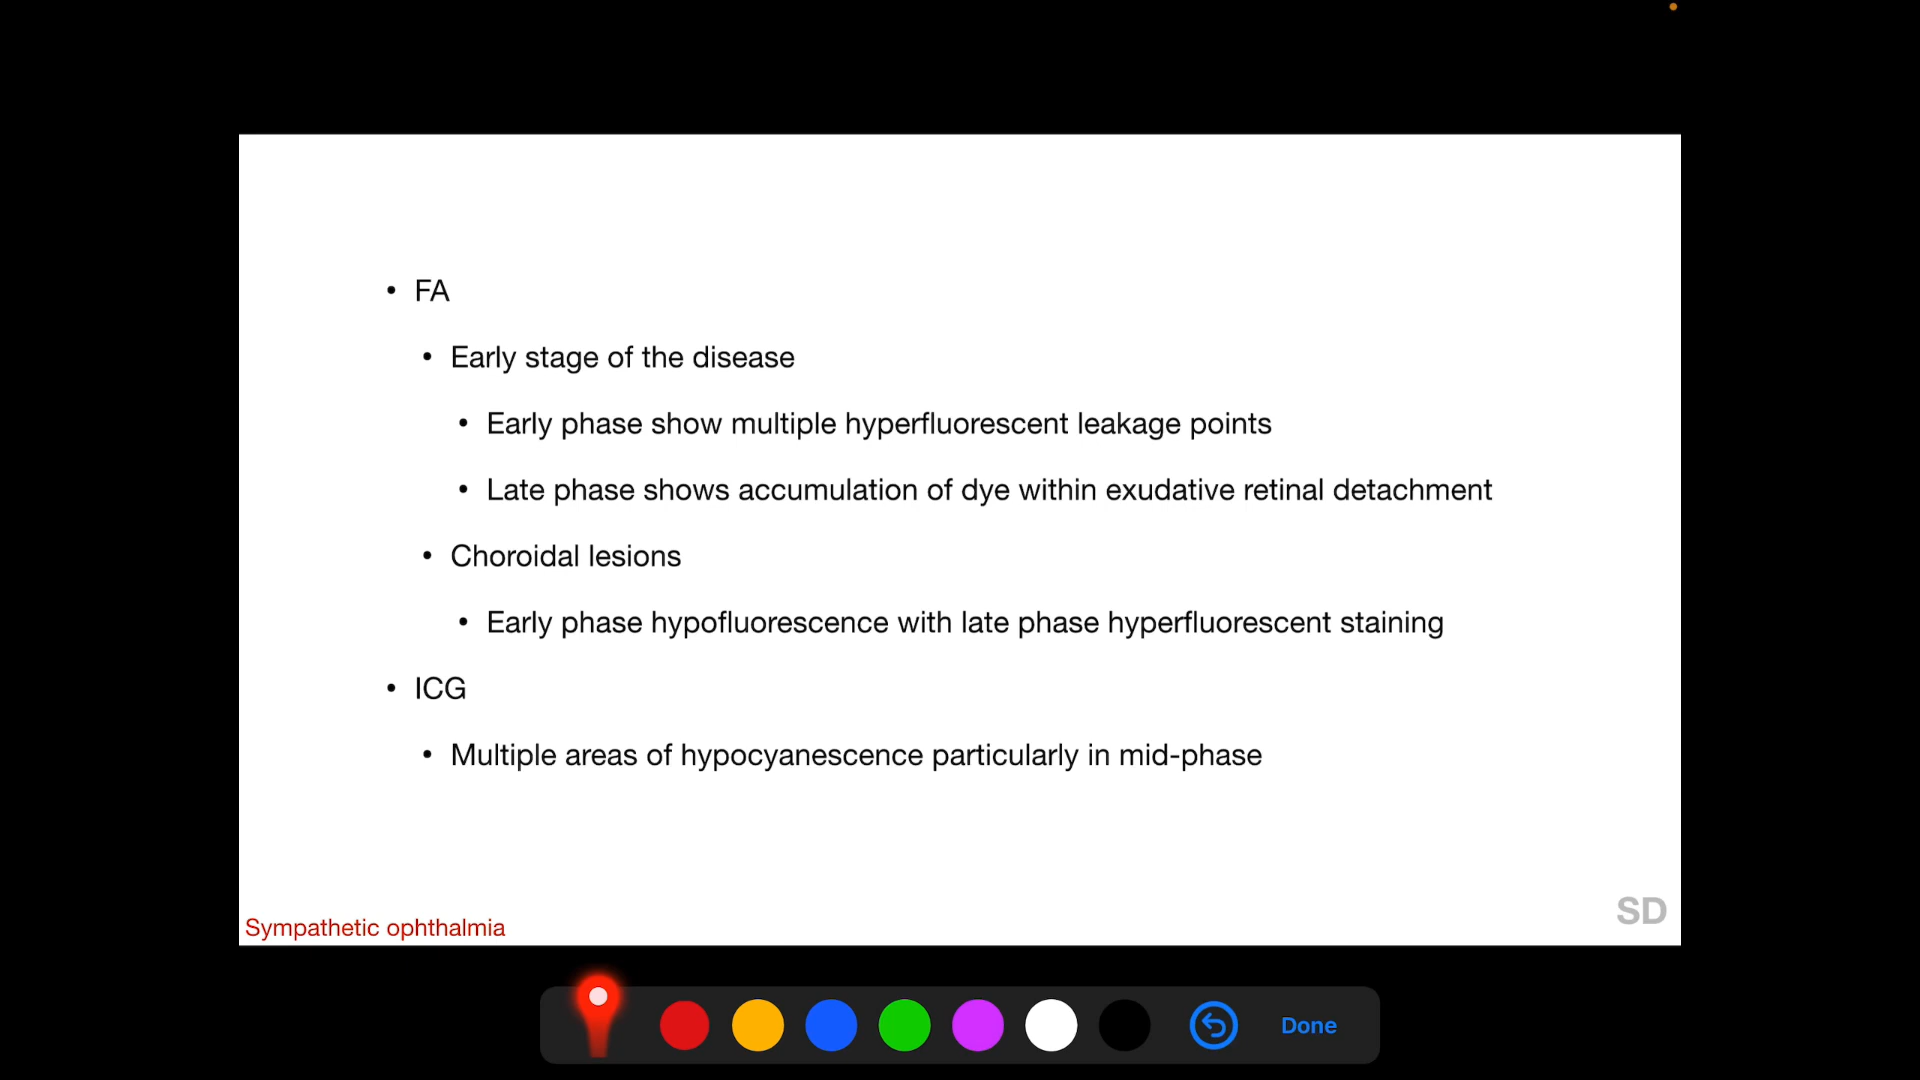 • FA
• Early stage of the disease
• Early phase show multiple hyperfluorescent leakage points
• Late phase shows accumulation of dye within exudative retinal detachment
• Choroidal lesions
• Early phase hypofluorescence with late phase hyperfluorescent staining
• ICG
• Multiple areas of hypocyanescence particularly in mid-phase
SD
Sympathetic ophthalmia
Done